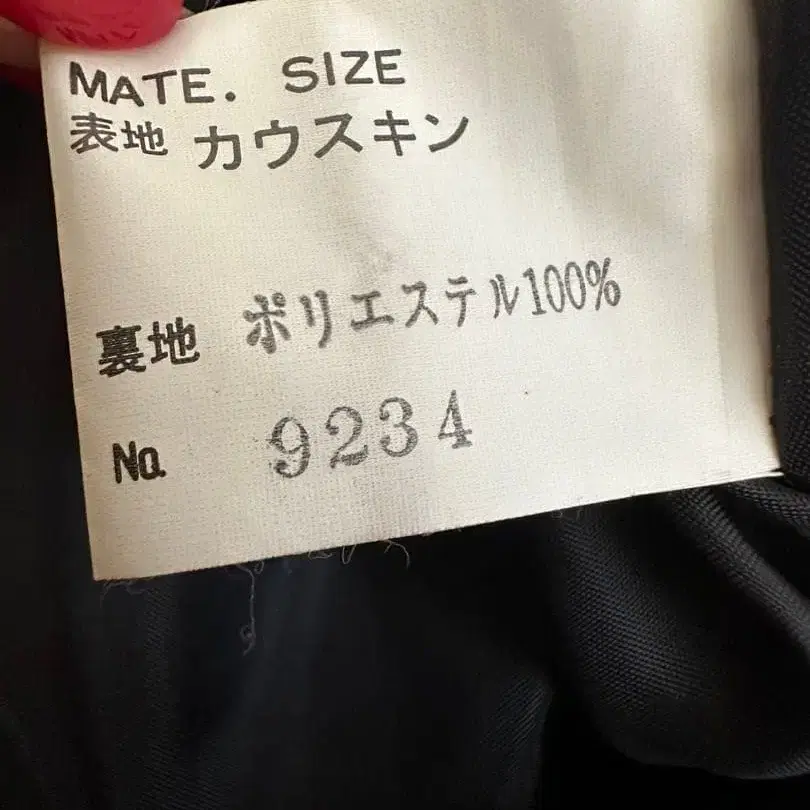 MATE. SIZE
表地 カウスキン
裏地 ポリエステル100%
No. 9234